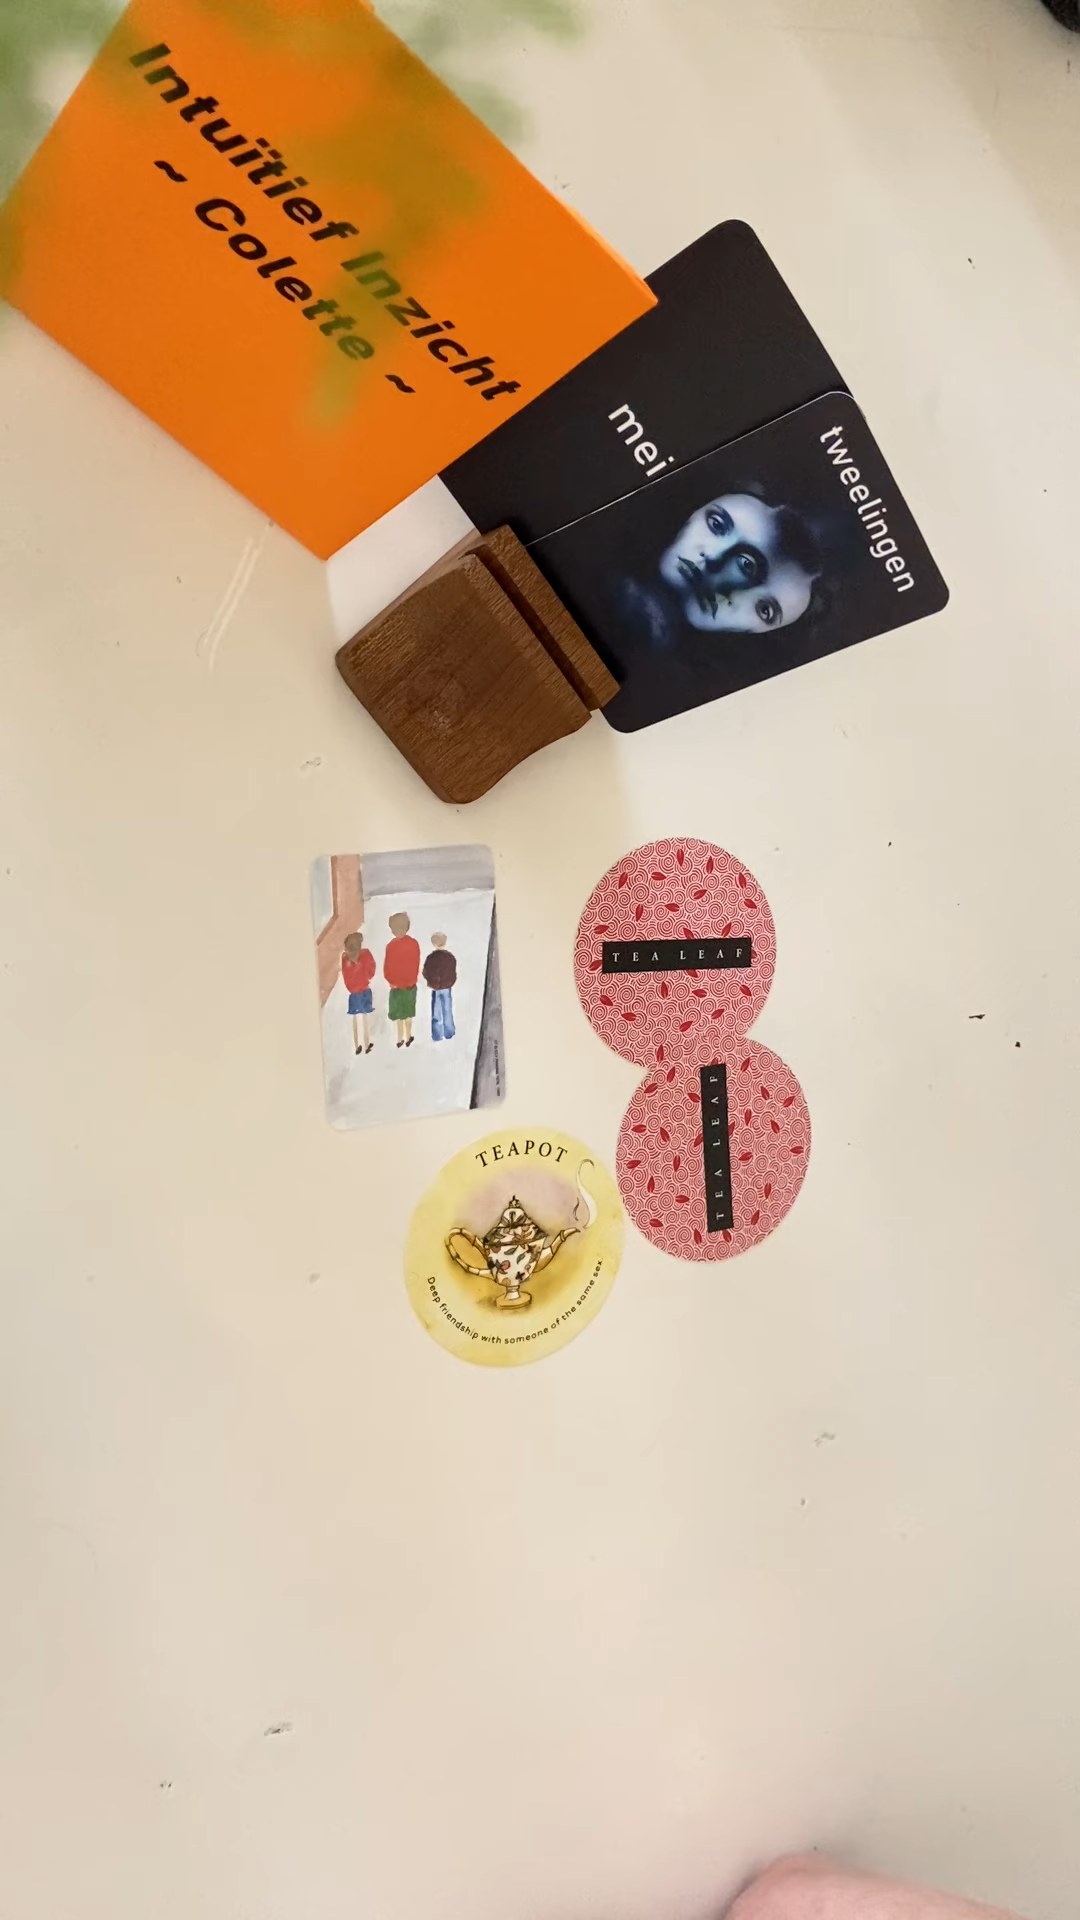 Intuïtief Inzicht
~ Colette ~
mei
tweelingen
TEA LEAF
TEA LEAF
TEAPOT
Deep friendship with someone of the same sex